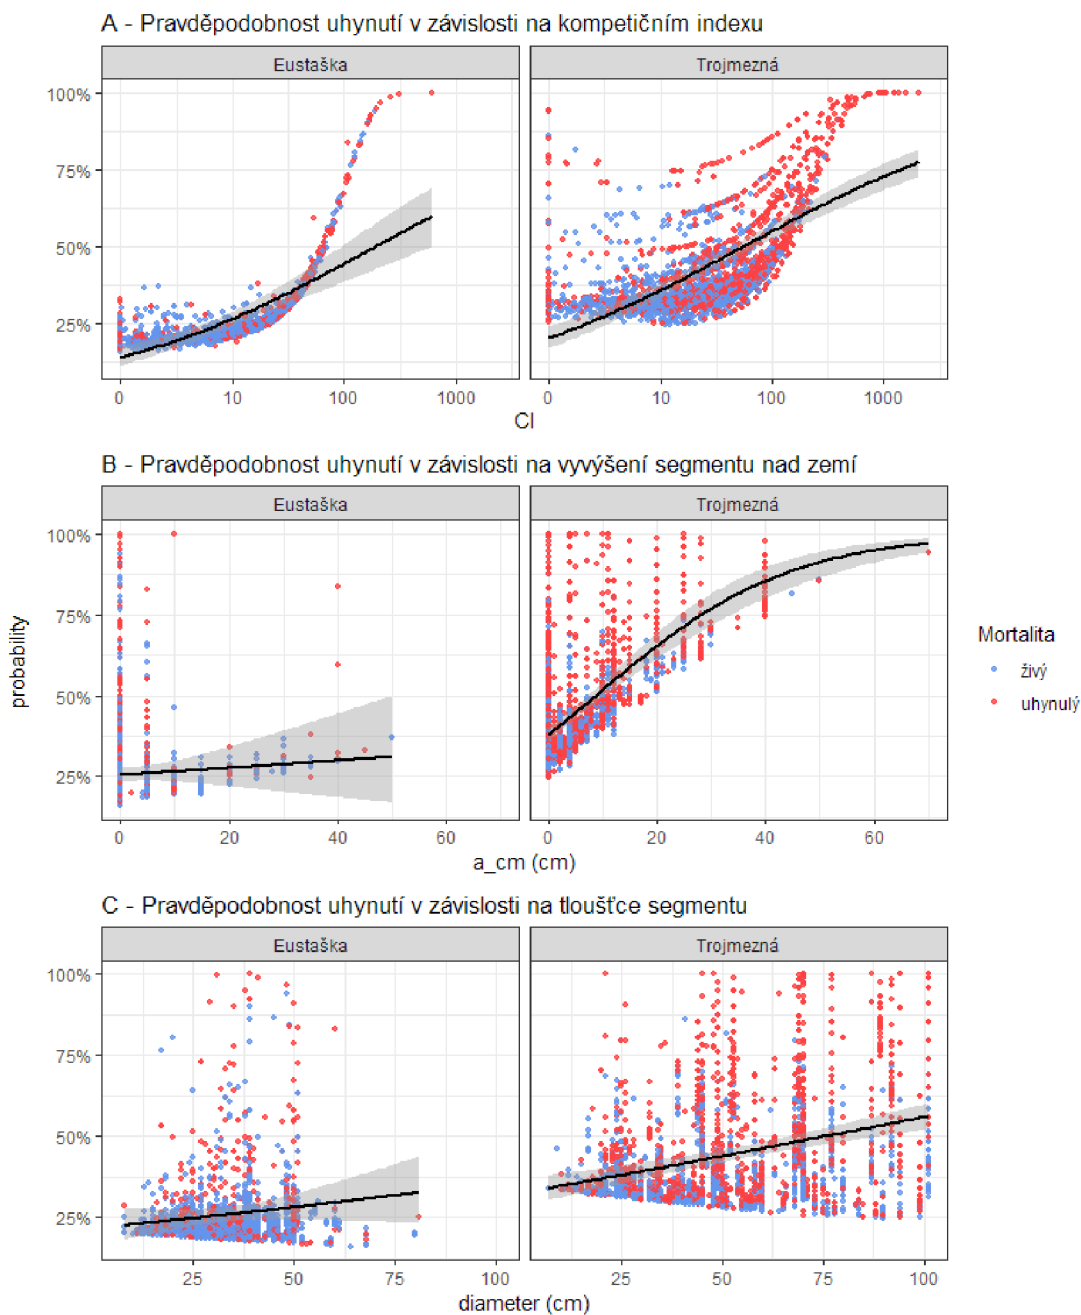 A - Pravděpodobnost uhynutí v závislosti na kompetičním indexu
Eustaška
Trojmezná
100%
75%
50%
25%
0 10 100 1000
0 10 100 1000
CI
B - Pravděpodobnost uhynutí v závislosti na vyvýšení segmentu nad zemí
Eustaška
Trojmezná
100%
75%
50%
25%
0 20 40 60
0 20 40 60
a_cm (cm)
probability
Mortalita
živý
uhynulý
C - Pravděpodobnost uhynutí v závislosti na tloušťce segmentu
Eustaška
Trojmezná
100%
75%
50%
25%
25 50 75 100
25 50 75 100
diameter (cm)